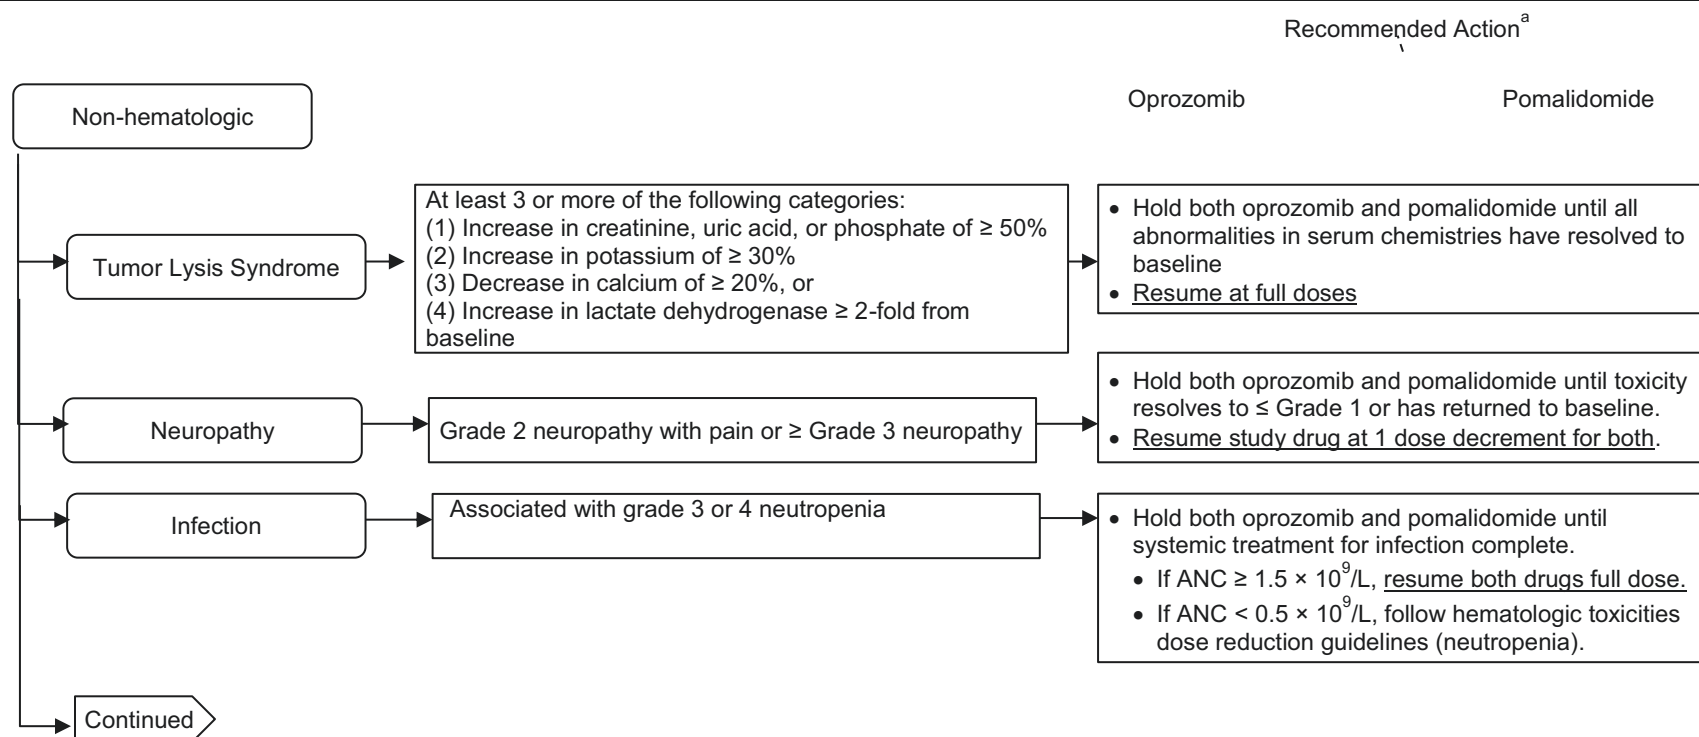 Recommended Actionᵃ
Oprozomib
Pomalidomide
Non-hematologic
Tumor Lysis Syndrome
At least 3 or more of the following categories:
(1) Increase in creatinine, uric acid, or phosphate of ≥ 50%
(2) Increase in potassium of ≥ 30%
(3) Decrease in calcium of ≥ 20%, or
(4) Increase in lactate dehydrogenase ≥ 2-fold from
baseline
• Hold both oprozomib and pomalidomide until all
abnormalities in serum chemistries have resolved to
baseline
• Resume at full doses
Neuropathy
Grade 2 neuropathy with pain or ≥ Grade 3 neuropathy
• Hold both oprozomib and pomalidomide until toxicity
resolves to ≤ Grade 1 or has returned to baseline.
• Resume study drug at 1 dose decrement for both.
Infection
Associated with grade 3 or 4 neutropenia
• Hold both oprozomib and pomalidomide until
systemic treatment for infection complete.
• If ANC ≥ 1.5 × 10⁹/L, resume both drugs full dose.
• If ANC < 0.5 × 10⁹/L, follow hematologic toxicities
dose reduction guidelines (neutropenia).
Continued